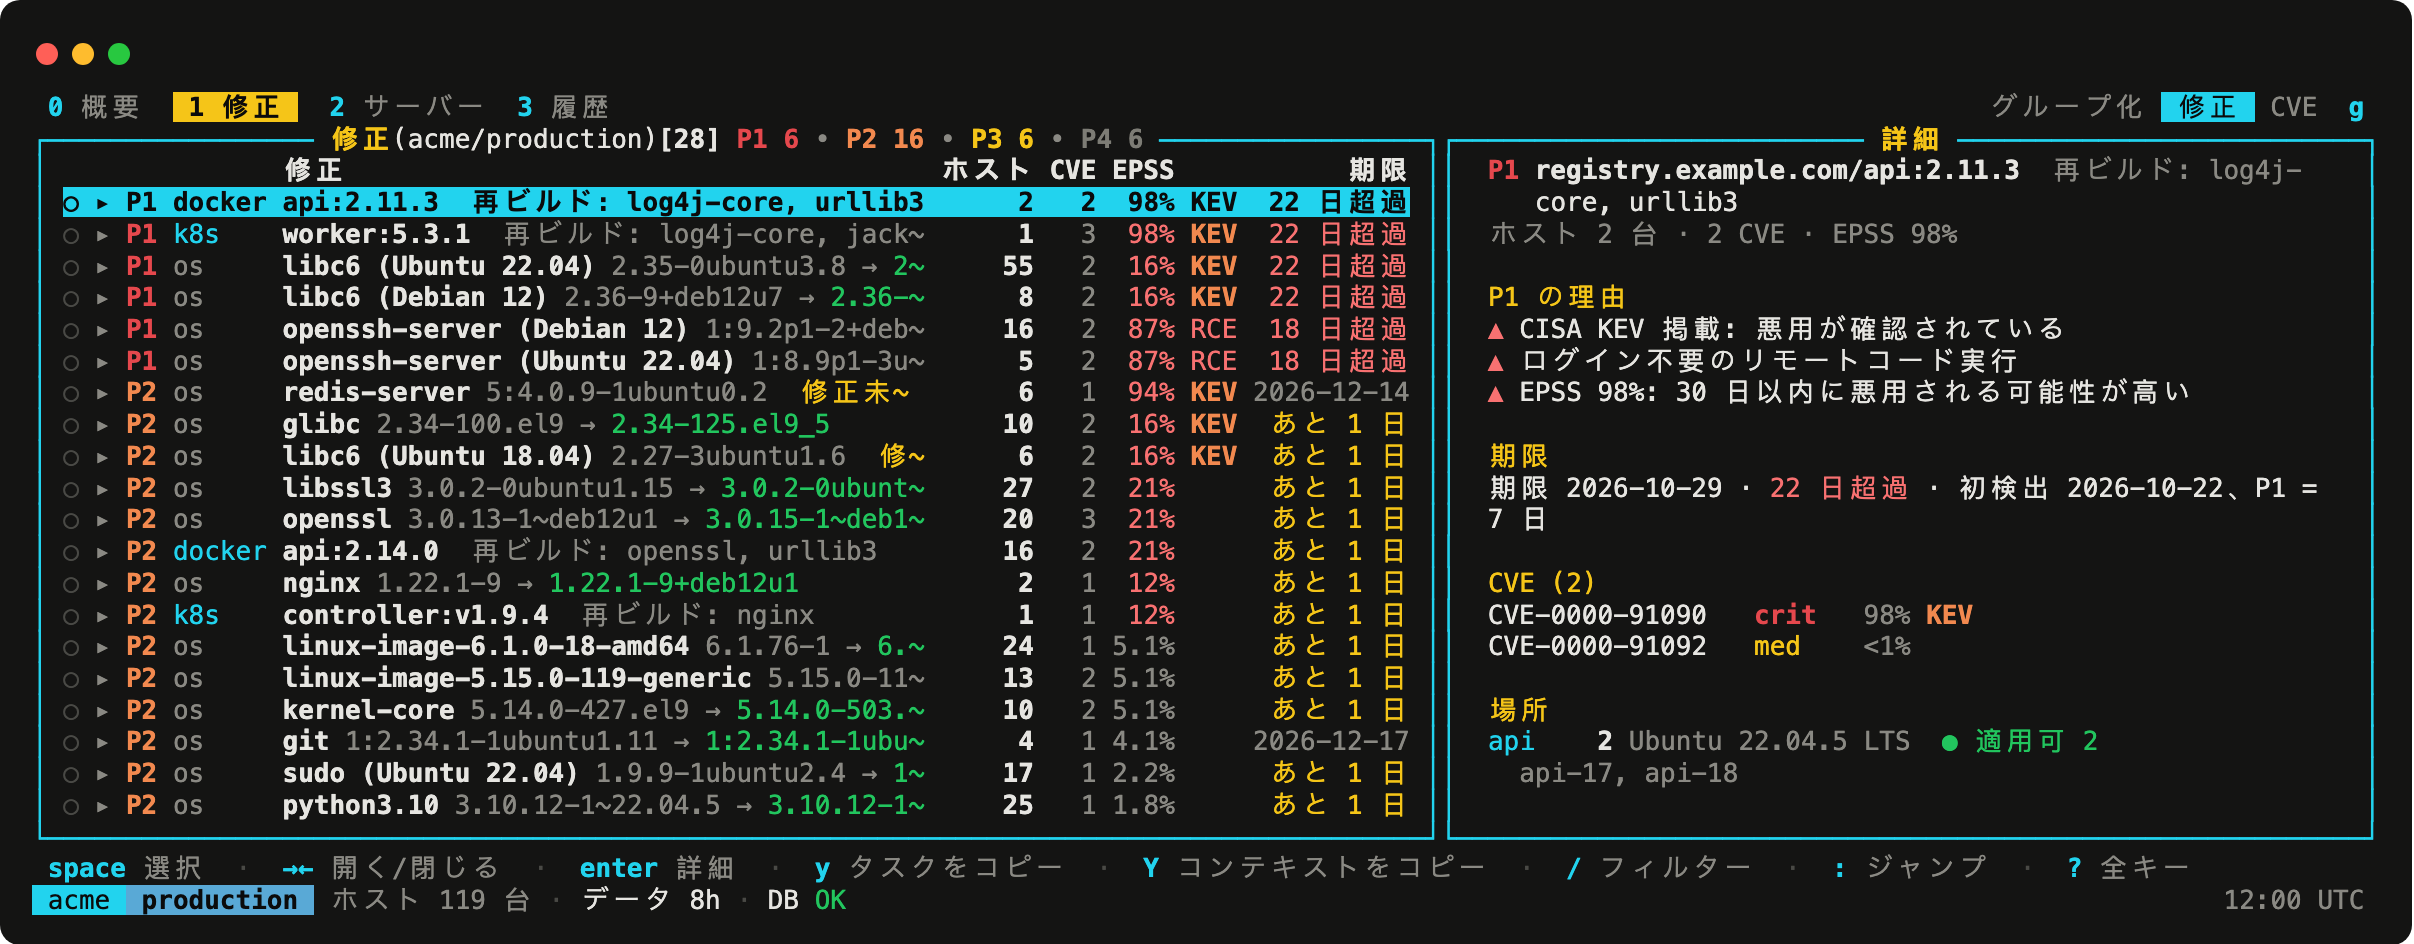 0 概要 1 修正 2 サーバー 3 履歴 グループ化 修正 CVE g
修正(acme/production)[28] P1 6 • P2 16 • P3 6 • P4 6
修正 ホスト CVE EPSS 期限
○ ▸ P1 docker api:2.11.3 再ビルド: log4j-core, urllib3 2 2 98% KEV 22 日超過
○ ▸ P1 k8s worker:5.3.1 再ビルド: log4j-core, jack~ 1 3 98% KEV 22 日超過
○ ▸ P1 os libc6 (Ubuntu 22.04) 2.35-0ubuntu3.8 → 2~ 55 2 16% KEV 22 日超過
○ ▸ P1 os libc6 (Debian 12) 2.36-9+deb12u7 → 2.36-~ 8 2 16% KEV 22 日超過
○ ▸ P1 os openssh-server (Debian 12) 1:9.2p1-2+deb~ 16 2 87% RCE 18 日超過
○ ▸ P1 os openssh-server (Ubuntu 22.04) 1:8.9p1-3u~ 5 2 87% RCE 18 日超過
○ ▸ P2 os redis-server 5:4.0.9-1ubuntu0.2 修正未~ 6 1 94% KEV 2026-12-14
○ ▸ P2 os glibc 2.34-100.el9 → 2.34-125.el9_5 10 2 16% KEV あと 1 日
○ ▸ P2 os libc6 (Ubuntu 18.04) 2.27-3ubuntu1.6 修~ 6 2 16% KEV あと 1 日
○ ▸ P2 os libssl3 3.0.2-0ubuntu1.15 → 3.0.2-0ubunt~ 27 2 21% あと 1 日
○ ▸ P2 os openssl 3.0.13-1~deb12u1 → 3.0.15-1~deb1~ 20 3 21% あと 1 日
○ ▸ P2 docker api:2.14.0 再ビルド: openssl, urllib3 16 2 21% あと 1 日
○ ▸ P2 os nginx 1.22.1-9 → 1.22.1-9+deb12u1 2 1 12% あと 1 日
○ ▸ P2 k8s controller:v1.9.4 再ビルド: nginx 1 1 12% あと 1 日
○ ▸ P2 os linux-image-6.1.0-18-amd64 6.1.76-1 → 6.~ 24 1 5.1% あと 1 日
○ ▸ P2 os linux-image-5.15.0-119-generic 5.15.0-11~ 13 2 5.1% あと 1 日
○ ▸ P2 os kernel-core 5.14.0-427.el9 → 5.14.0-503.~ 10 2 5.1% あと 1 日
○ ▸ P2 os git 1:2.34.1-1ubuntu1.11 → 1:2.34.1-1ubu~ 4 1 4.1% 2026-12-17
○ ▸ P2 os sudo (Ubuntu 22.04) 1.9.9-1ubuntu2.4 → 1~ 17 1 2.2% あと 1 日
○ ▸ P2 os python3.10 3.10.12-1~22.04.5 → 3.10.12-1~ 25 1 1.8% あと 1 日
詳細
P1 registry.example.com/api:2.11.3 再ビルド: log4j-
core, urllib3
ホスト 2 台 · 2 CVE · EPSS 98%
P1 の理由
▲ CISA KEV 掲載: 悪用が確認されている
▲ ログイン不要のリモートコード実行
▲ EPSS 98%: 30 日以内に悪用される可能性が高い
期限
期限 2026-10-29 · 22 日超過 · 初検出 2026-10-22、P1 =
7 日
CVE (2)
CVE-0000-91090 crit 98% KEV
CVE-0000-91092 med <1%
場所
api 2 Ubuntu 22.04.5 LTS ● 適用可 2
api-17, api-18
space 選択 · →← 開く/閉じる · enter 詳細 · y タスクをコピー · Y コンテキストをコピー · / フィルター · : ジャンプ · ? 全キー
acme production ホスト 119 台 · データ 8h · DB OK 12:00 UTC